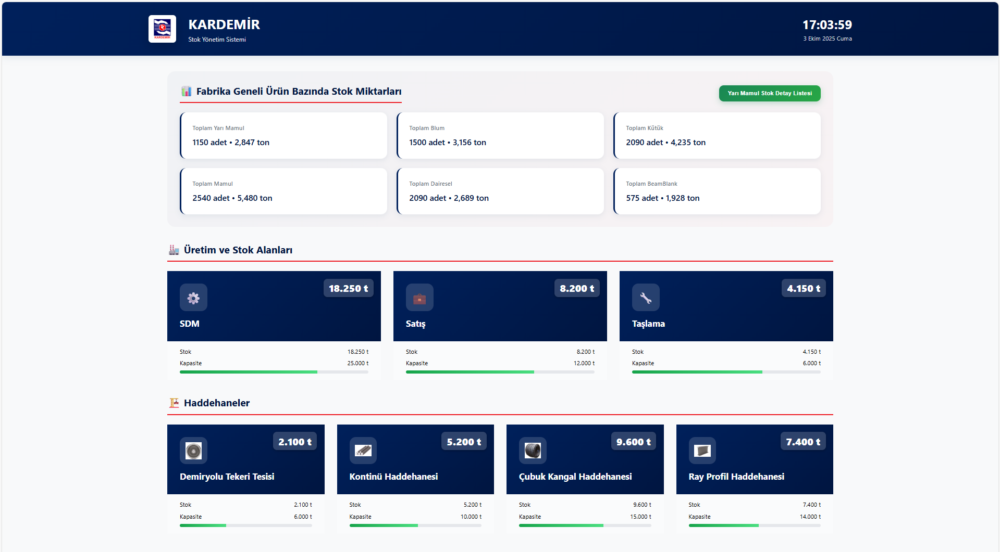 KARDEMİR
KARDEMİR
Stok Yönetim Sistemi
17:03:59
3 Ekim 2025 Cuma
Fabrika Geneli Ürün Bazında Stok Miktarları
Yarı Mamul Stok Detay Listesi
Toplam Yarı Mamul
1150 adet • 2,847 ton
Toplam Blum
1500 adet • 3,156 ton
Toplam Kütük
2090 adet • 4,235 ton
Toplam Mamul
2540 adet • 5,480 ton
Toplam Dairesel
2090 adet • 2,689 ton
Toplam BeamBlank
575 adet • 1,928 ton
Üretim ve Stok Alanları
18.250 t
SDM
Stok 18.250 t
Kapasite 25.000 t
8.200 t
Satış
Stok 8.200 t
Kapasite 12.000 t
4.150 t
Taşlama
Stok 4.150 t
Kapasite 6.000 t
Haddehaneler
2.100 t
Demiryolu Tekeri Tesisi
Stok 2.100 t
Kapasite 6.000 t
5.200 t
Kontinü Haddehanesi
Stok 5.200 t
Kapasite 10.000 t
9.600 t
Çubuk Kangal Haddehanesi
Stok 9.600 t
Kapasite 15.000 t
7.400 t
Ray Profil Haddehanesi
Stok 7.400 t
Kapasite 14.000 t